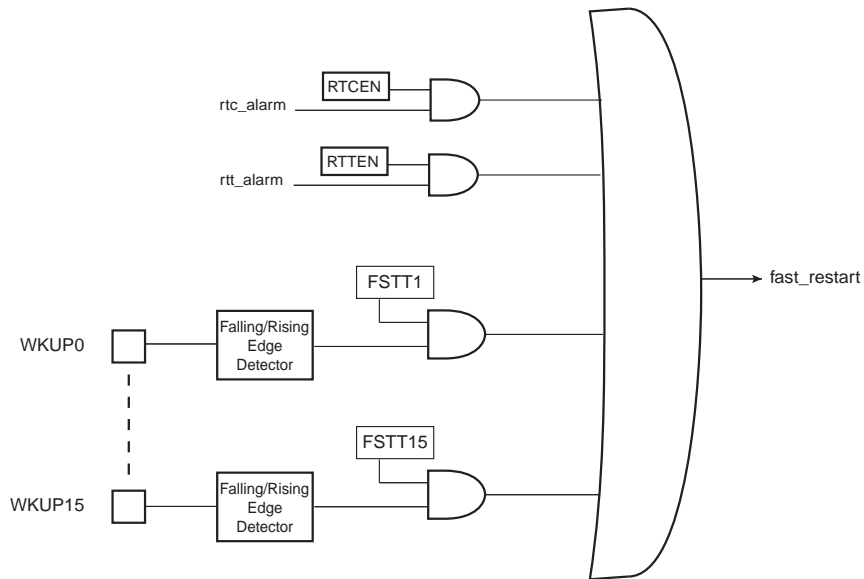 RTCEN
rtc_alarm
RTTEN
rtt_alarm
fast_restart
FSTT1
WKUP0
Falling/Rising
Edge
Detector
FSTT15
WKUP15
Falling/Rising
Edge
Detector